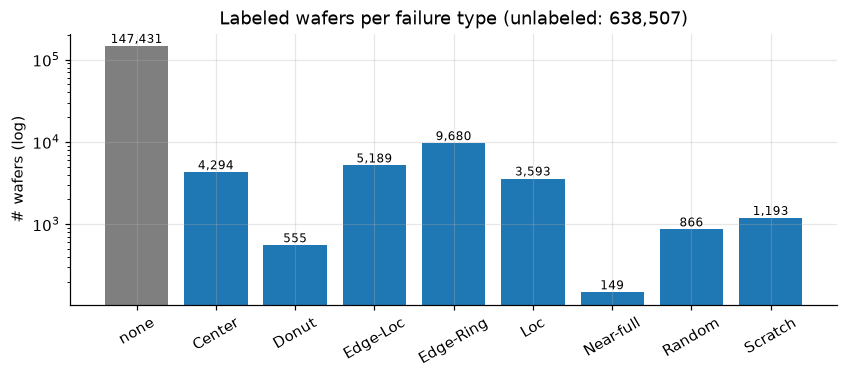 Labeled wafers per failure type (unlabeled: 638,507)
# wafers (log)
10^5
10^4
10^3
147,431
4,294
555
5,189
9,680
3,593
149
866
1,193
none
Center
Donut
Edge-Loc
Edge-Ring
Loc
Near-full
Random
Scratch